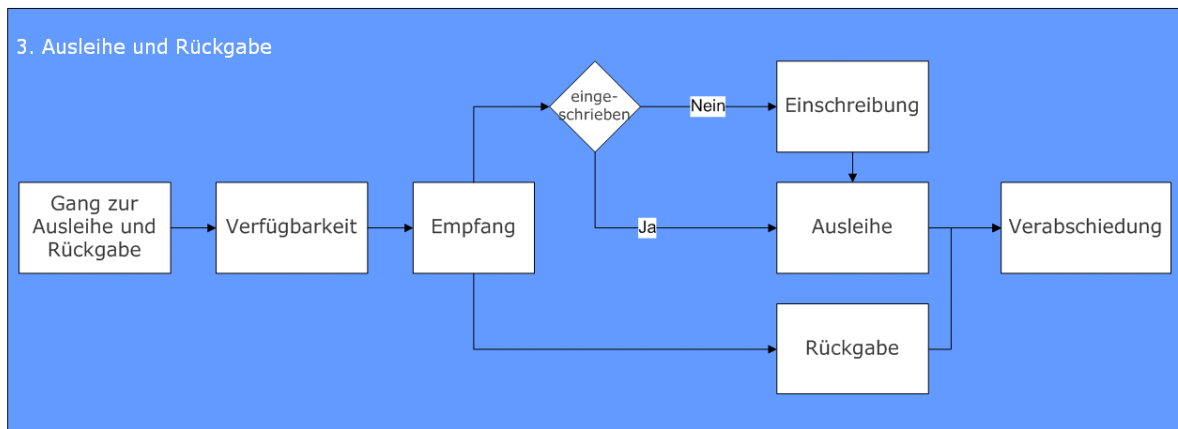 3. Ausleihe und Rückgabe
einge-
schrieben
Nein
Einschreibung
Gang zur
Ausleihe und
Rückgabe
Verfügbarkeit
Empfang
Ja
Ausleihe
Verabschiedung
Rückgabe